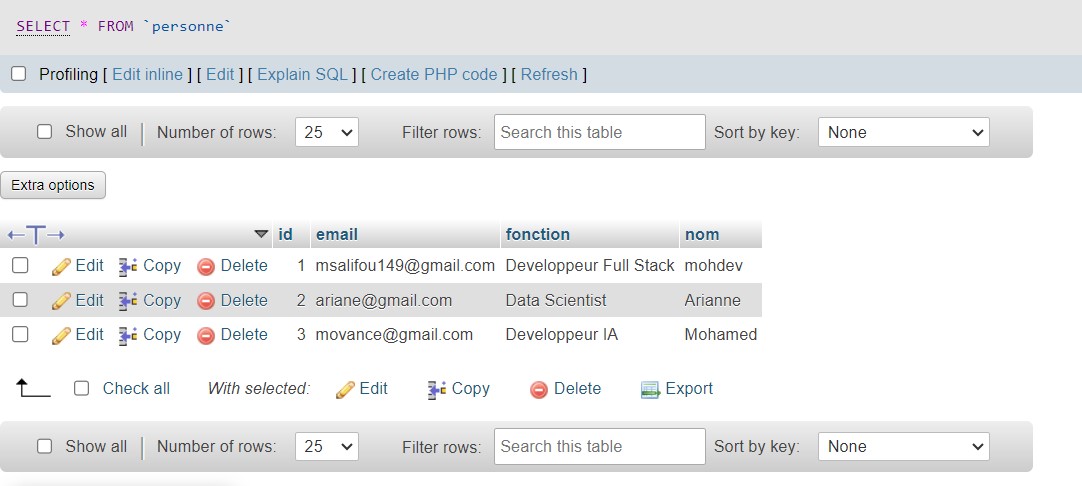 SELECT * FROM `personne`
Profiling [ Edit inline ] [ Edit ] [ Explain SQL ] [ Create PHP code ] [ Refresh ]
Show all Number of rows: 25 Filter rows: Search this table Sort by key: None
Extra options
id email fonction nom
Edit Copy Delete 1 msalifou149@gmail.com Developpeur Full Stack mohdev
Edit Copy Delete 2 ariane@gmail.com Data Scientist Arianne
Edit Copy Delete 3 movance@gmail.com Developpeur IA Mohamed
Check all With selected: Edit Copy Delete Export
Show all Number of rows: 25 Filter rows: Search this table Sort by key: None